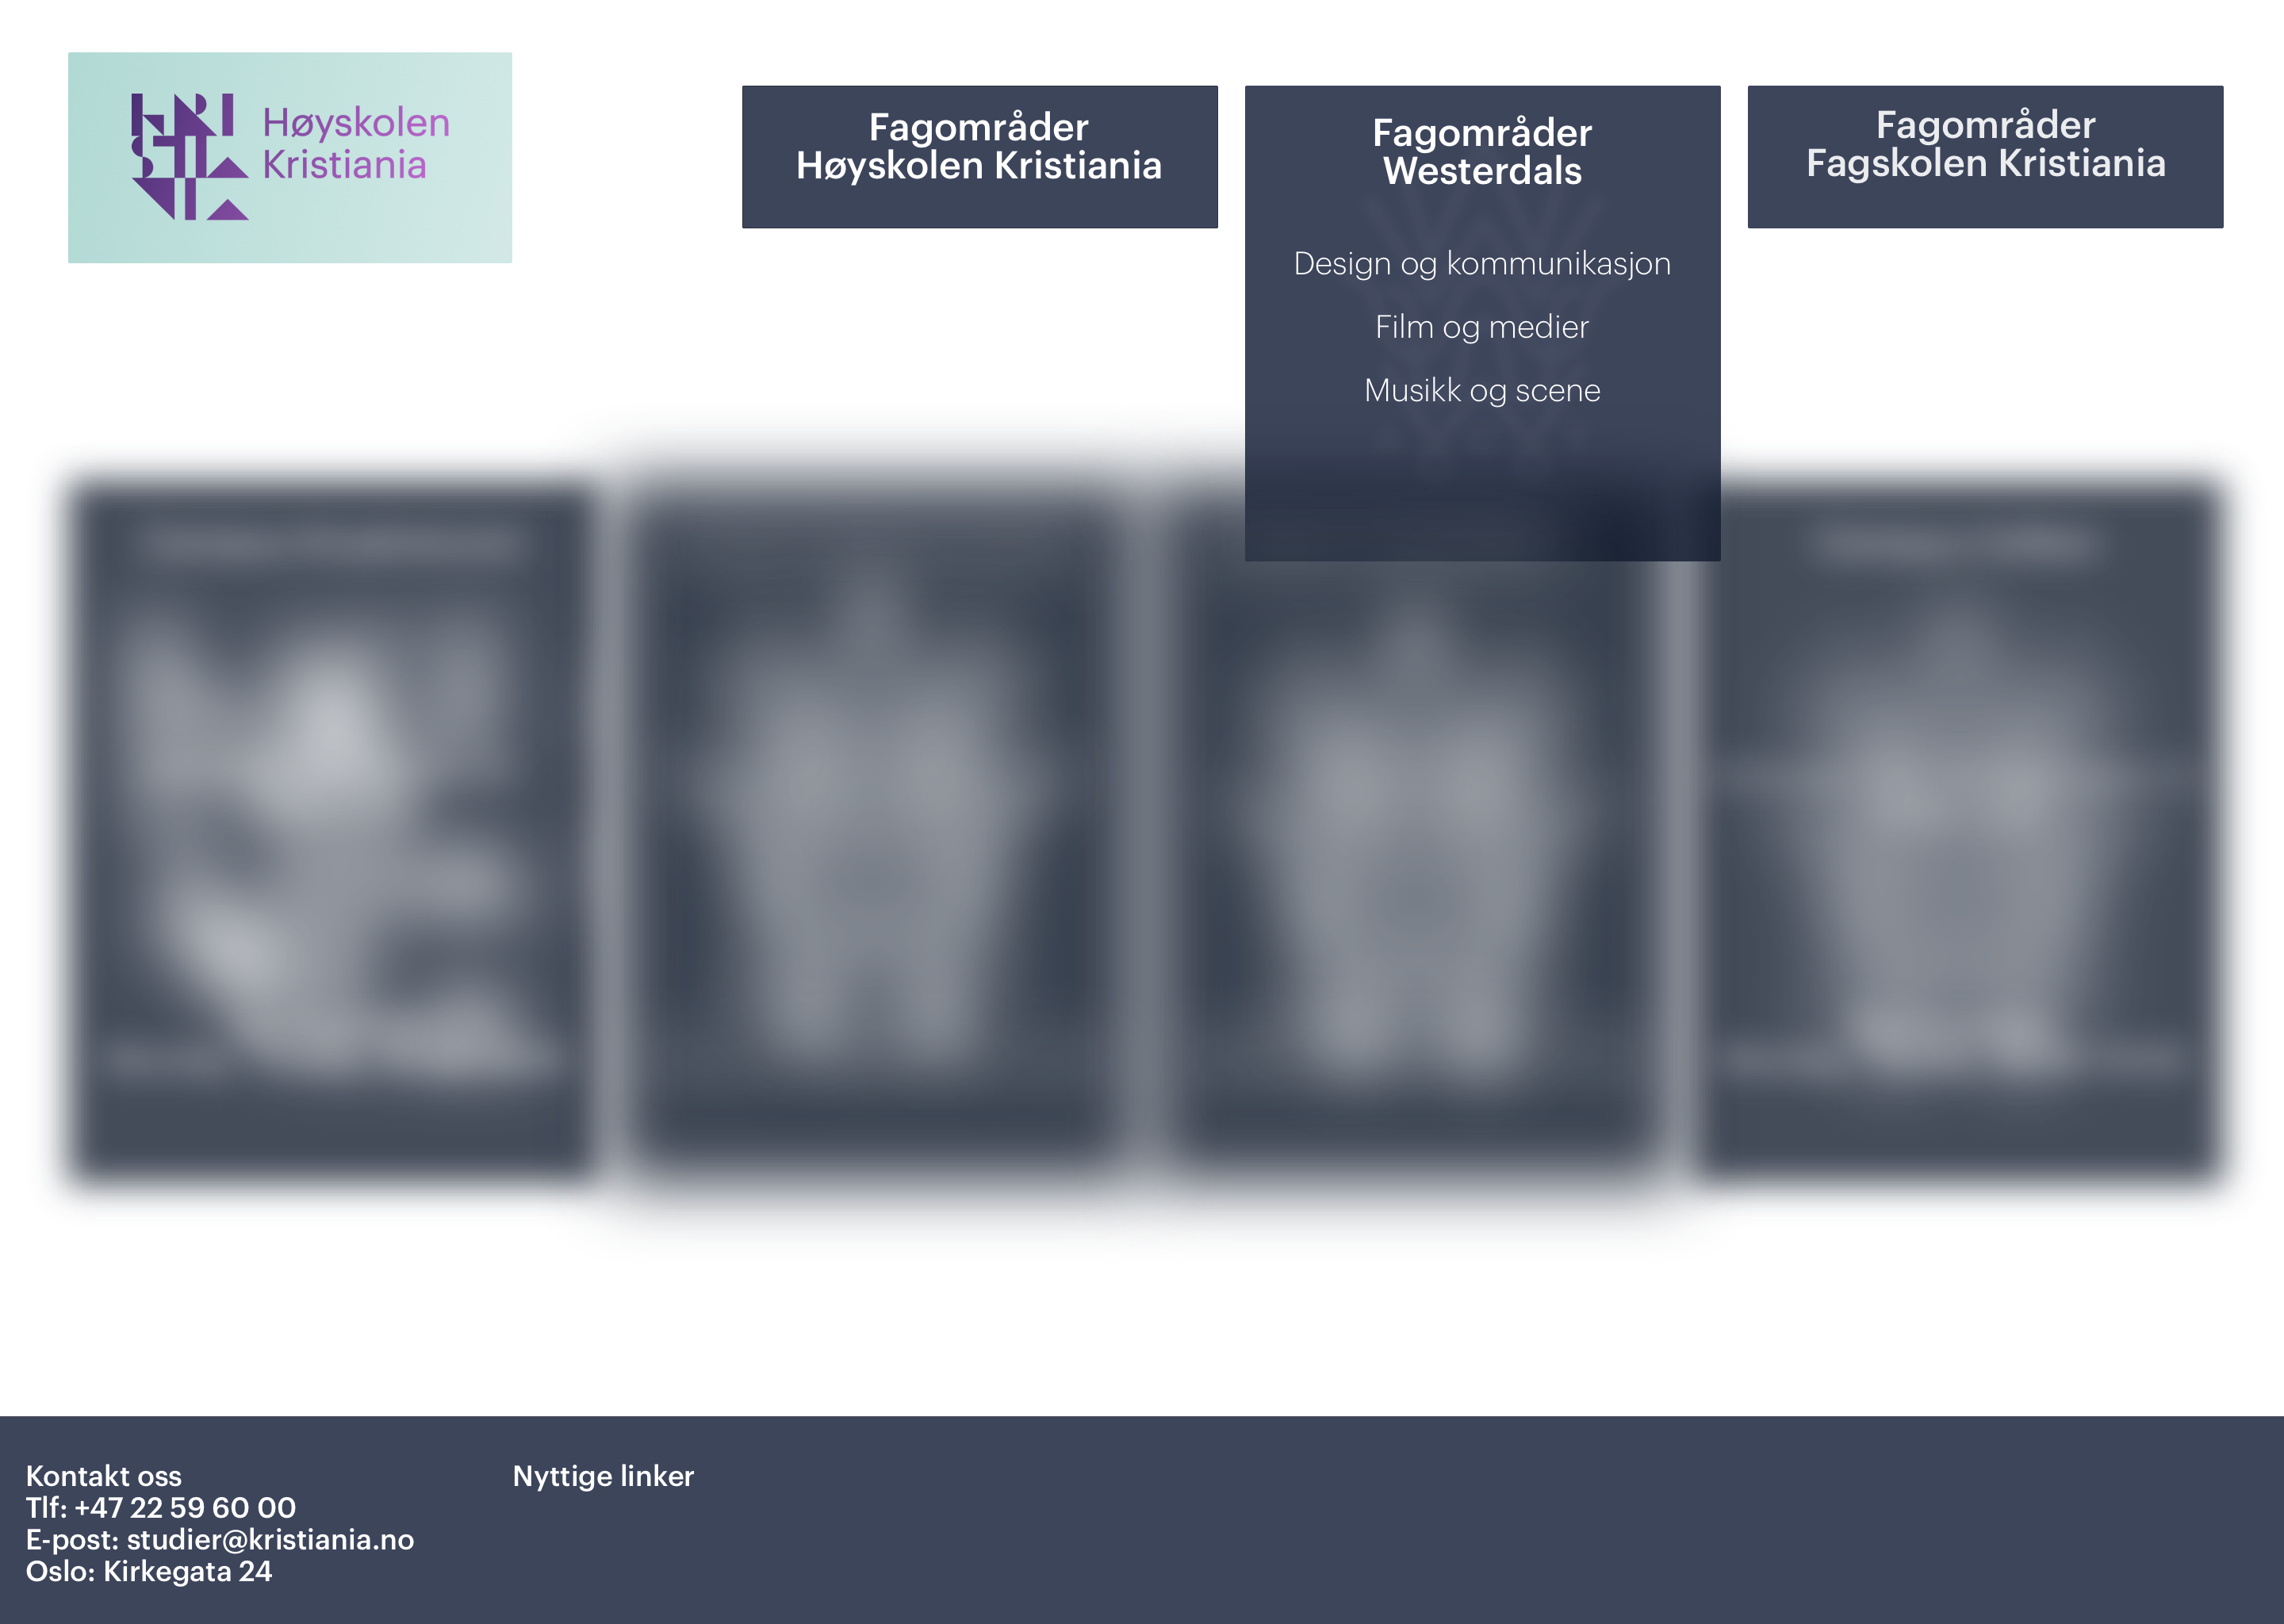 Høyskolen
Kristiania
Fagområder
Høyskolen Kristiania
Fagområder
Westerdals
Design og kommunikasjon
Film og medier
Musikk og scene
Fagområder
Fagskolen Kristiania
Kontakt oss
Tlf: +47 22 59 60 00
E-post: studier@kristiania.no
Oslo: Kirkegata 24
Nyttige linker